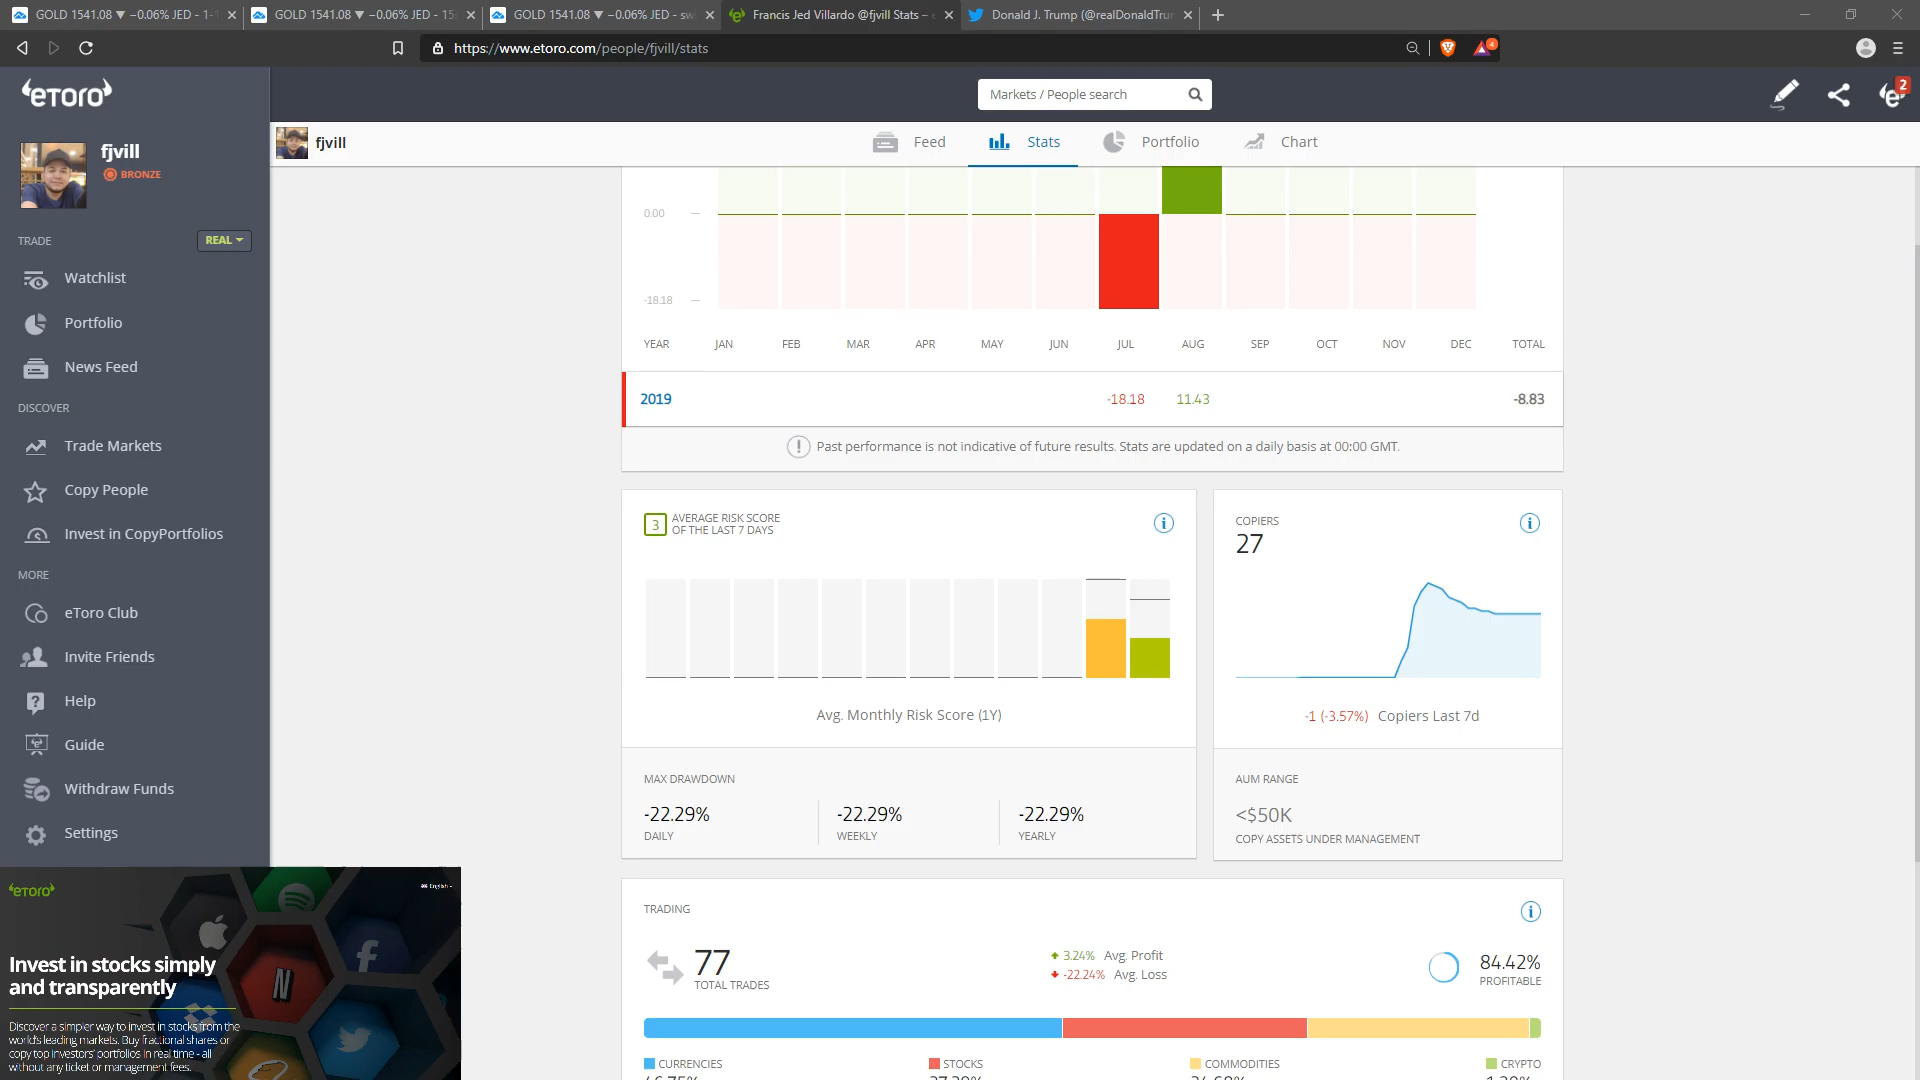 GOLD 1541.08 ▼ −0.06% JED - 1-
GOLD 1541.08 ▼ −0.06% JED - 15
GOLD 1541.08 ▼ −0.06% JED - sw
Francis Jed Villardo @fjvill Stats –
Donald J. Trump (@realDonaldTru
https://www.etoro.com/people/fjvill/stats
4
eToro
Markets / People search
2
fjvill
BRONZE
fjvill
Feed
Stats
Portfolio
Chart
TRADE
REAL
Watchlist
Portfolio
News Feed
DISCOVER
Trade Markets
Copy People
Invest in CopyPortfolios
MORE
eToro Club
Invite Friends
Help
Guide
Withdraw Funds
Settings
0.00
-18.18
YEAR JAN FEB MAR APR MAY JUN JUL AUG SEP OCT NOV DEC TOTAL
2019 -18.18 11.43 -8.83
Past performance is not indicative of future results. Stats are updated on a daily basis at 00:00 GMT.
3 AVERAGE RISK SCORE
OF THE LAST 7 DAYS
Avg. Monthly Risk Score (1Y)
MAX DRAWDOWN
-22.29% -22.29% -22.29%
DAILY WEEKLY YEARLY
COPIERS
27
-1 (-3.57%) Copiers Last 7d
AUM RANGE
<$50K
COPY ASSETS UNDER MANAGEMENT
TRADING
77
TOTAL TRADES
3.24% Avg. Profit
-22.24% Avg. Loss
84.42%
PROFITABLE
CURRENCIES STOCKS COMMODITIES CRYPTO
eToro
English
Invest in stocks simply
and transparently
Discover a simpler way to invest in stocks from the
world's leading markets. Buy fractional shares or
copy top investors' portfolios in real time - all
without any ticket or management fees.